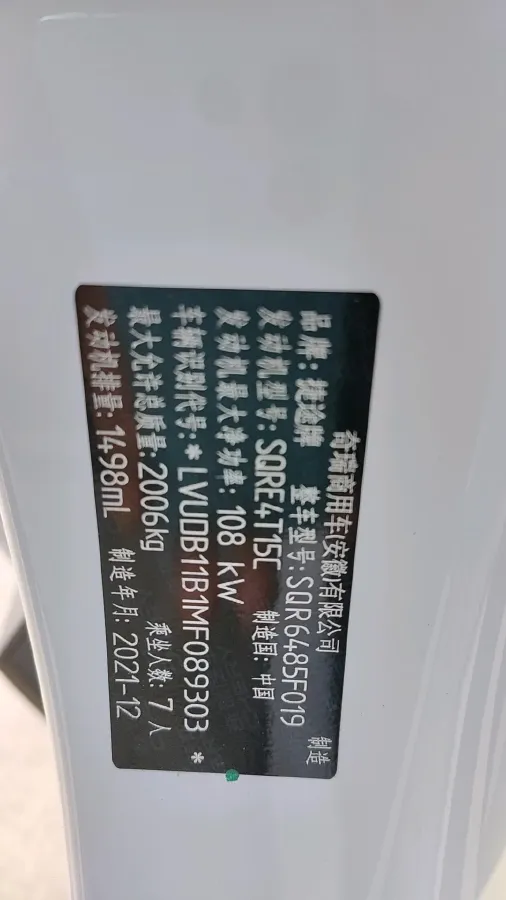 奇瑞商用车(安徽)有限公司 制造
品牌:捷途牌 整车型号:SQR6485F019
发动机型号:SQRE4T15C 制造国:中国
发动机最大净功率:108 kW
车辆识别代号:*LVUDB11B1MF089303*
最大允许总质量:2006kg 乘坐人数:7人
发动机排量:1498mL 制造年月:2021-12